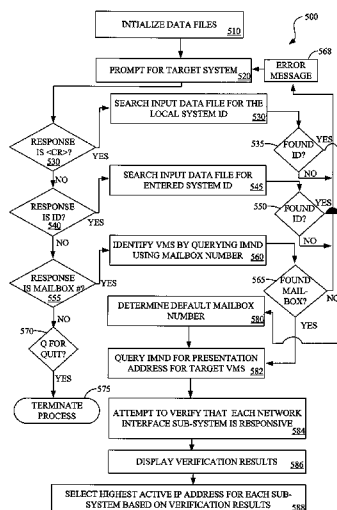 500
INTIALIZE DATA FILES
510
568
ERROR
MESSAGE
PROMPT FOR TARGET SYSTEM
520
SEARCH INPUT DATA FILE FOR THE
LOCAL SYSTEM ID
530
RESPONSE
IS <CR>?
530
YES
NO
535
FOUND
ID?
YES
NO
SEARCH INPUT DATA FILE FOR
ENTERED SYSTEM ID
545
RESPONSE
IS ID?
540
YES
NO
550
FOUND
ID?
YES
NO
IDENTIFY VMS BY QUERYING IMND
USING MAILBOX NUMBER
560
RESPONSE
IS MAILBOX #?
555
YES
NO
565
FOUND
MAIL-
BOX?
NO
YES
DETERMINE DEFAULT MAILBOX
NUMBER
580
570
Q FOR
QUIT?
YES
QUERY IMND FOR PRESENTATION
ADDRESS FOR TARGET VMS
582
575
TERMINATE
PROCESS
ATTEMPT TO VERIFY THAT EACH NETWORK
INTERFACE SUB-SYSTEM IS RESPONSIVE
584
DISPLAY VERIFICATION RESULTS
586
SELECT HIGHEST ACTIVE IP ADDRESS FOR EACH SUB-
SYSTEM BASED ON VERIFICATION RESULTS
588